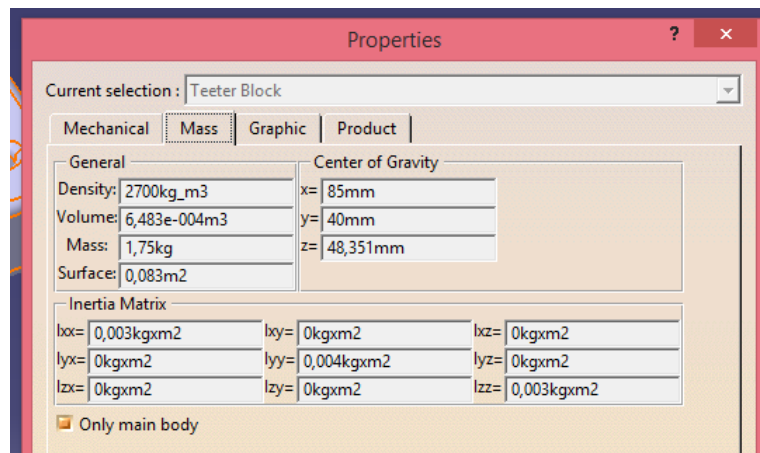 Properties
?
×
Current selection : Teeter Block
Mechanical Mass Graphic Product
General
Density: 2700kg_m3
Volume: 6,483e-004m3
Mass: 1,75kg
Surface: 0,083m2
Center of Gravity
x= 85mm
y= 40mm
z= 48,351mm
Inertia Matrix
Ixx= 0,003kgxm2 Ixy= 0kgxm2 Ixz= 0kgxm2
Iyx= 0kgxm2 Iyy= 0,004kgxm2 Iyz= 0kgxm2
Izx= 0kgxm2 Izy= 0kgxm2 Izz= 0,003kgxm2
Only main body